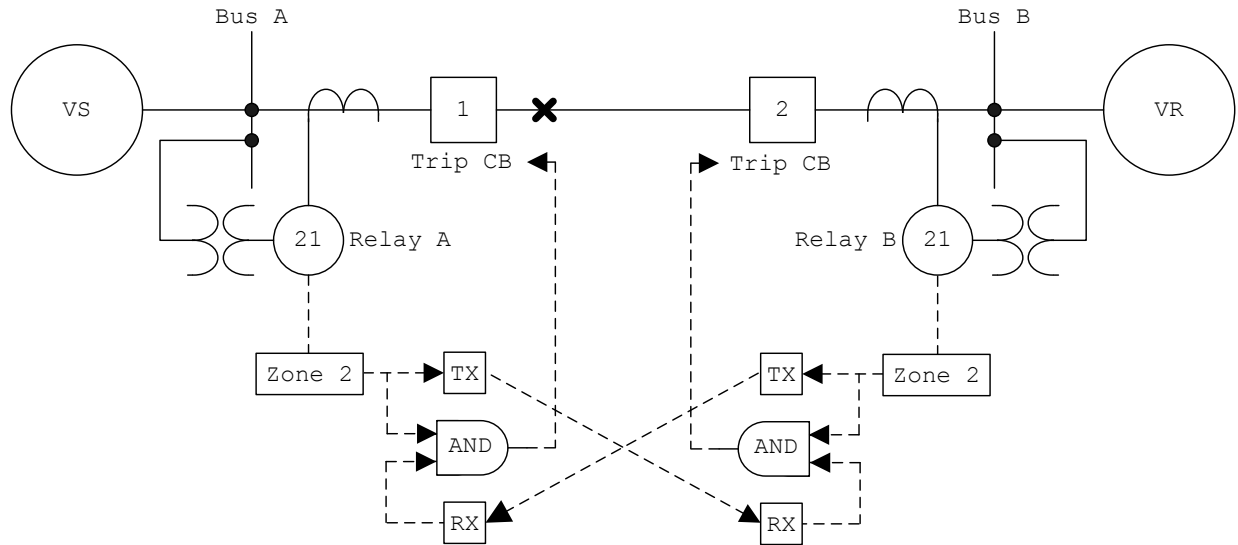 Bus A
Bus B
VS
1
2
VR
Trip CB
Trip CB
21
Relay A
Relay B
21
Zone 2
TX
TX
Zone 2
AND
AND
RX
RX